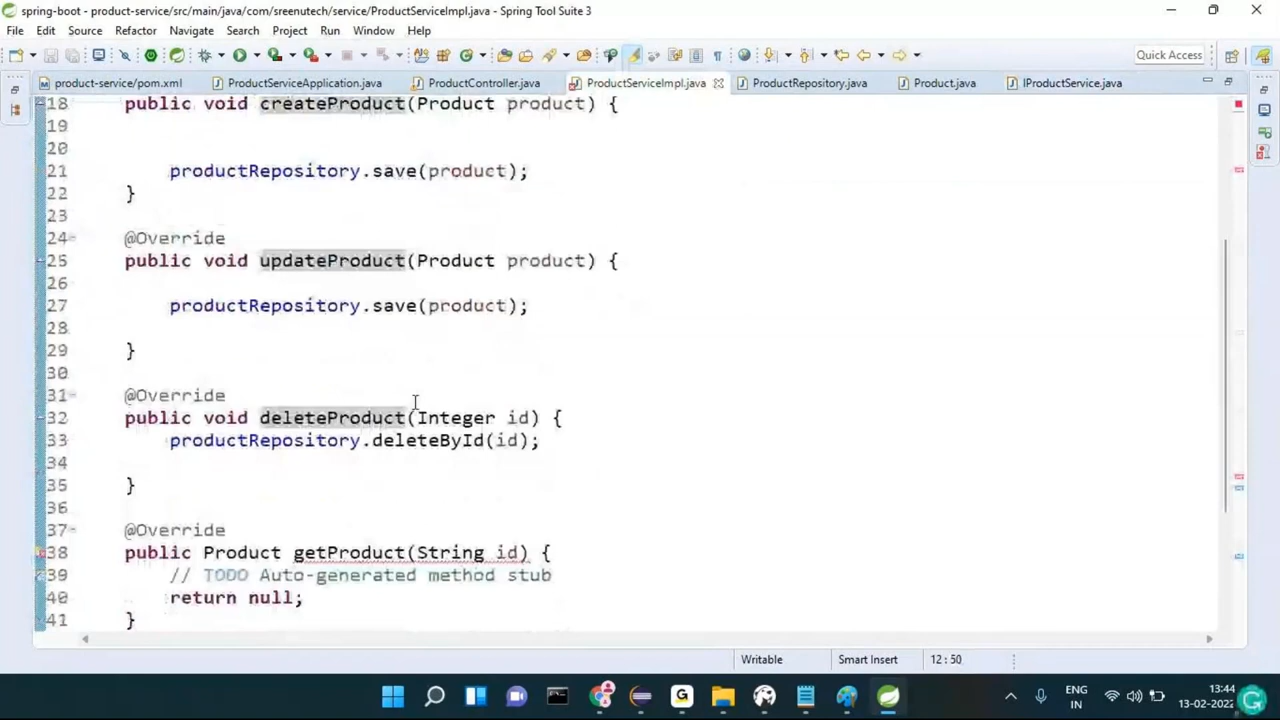 spring-boot - product-service/src/main/java/com/sreenutech/service/ProductServiceImpl.java - Spring Tool Suite 3
File Edit Source Refactor Navigate Search Project Run Window Help
Quick Access
product-service/pom.xml ProductServiceApplication.java ProductController.java ProductServiceImpl.java ProductRepository.java Product.java IProductService.java
18 public void createProduct(Product product) {
19
20
21 productRepository.save(product);
22 }
23
24 @Override
25 public void updateProduct(Product product) {
26
27 productRepository.save(product);
28
29 }
30
31 @Override
32 public void deleteProduct(Integer id) {
33 productRepository.deleteById(id);
34
35 }
36
37 @Override
38 public Product getProduct(String id) {
39 // TODO Auto-generated method stub
40 return null;
41 }
Writable Smart Insert 12 : 50
ENG 13:44
IN 13-02-2022